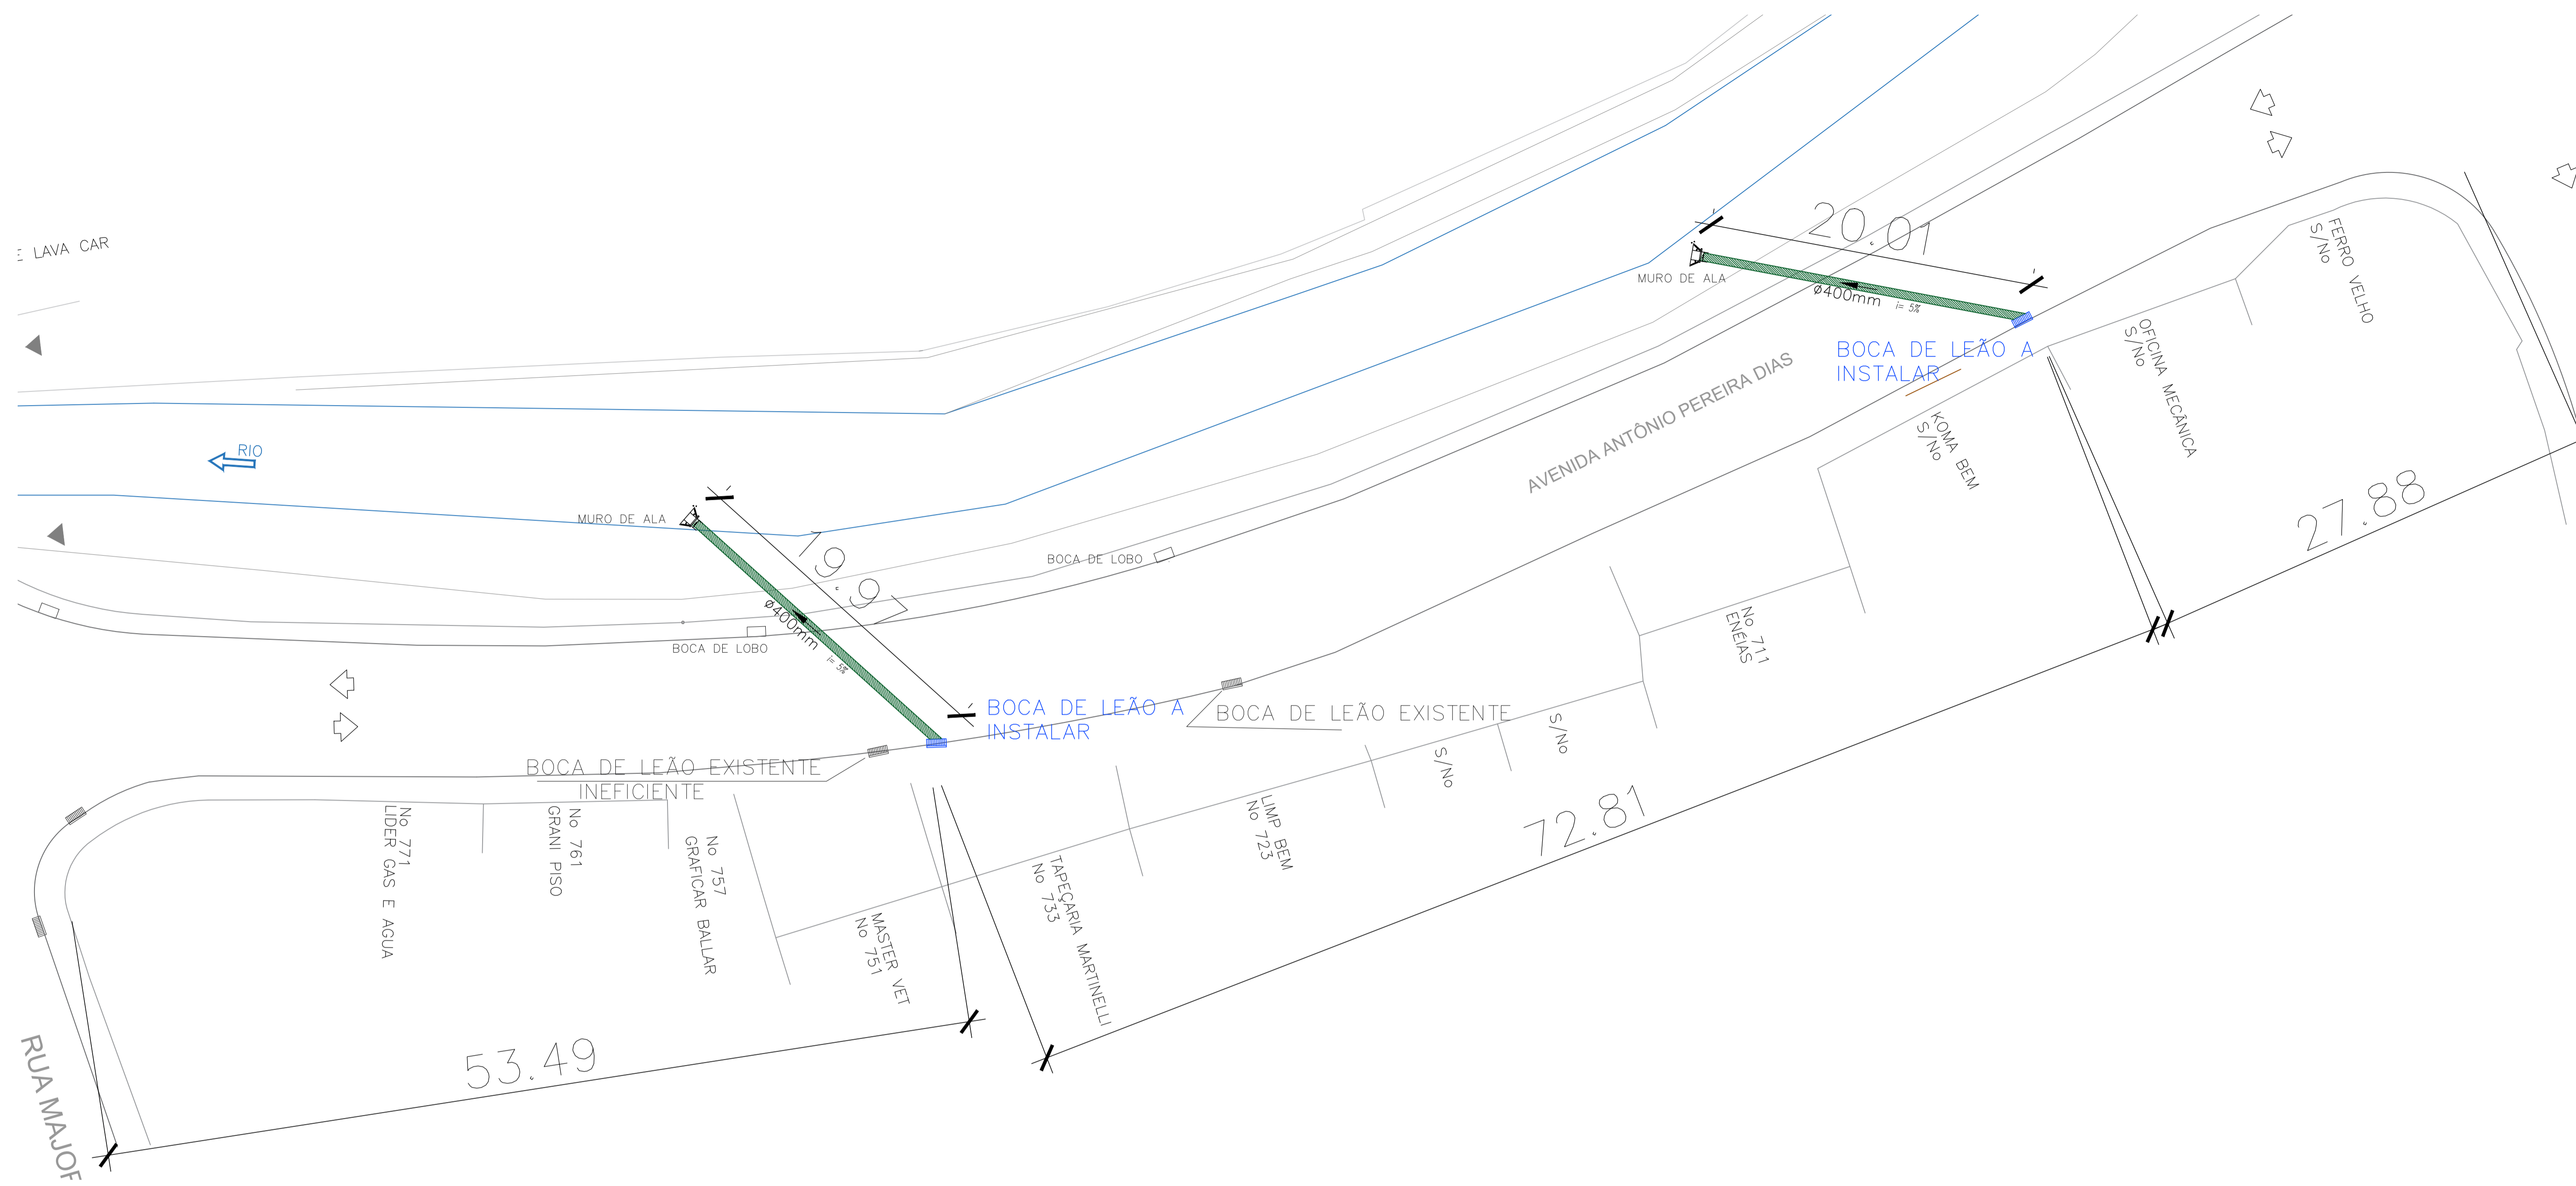 E LAVA CAR
RIO
MURO DE ALA
19.97
ø400mm
i= 5%
BOCA DE LOBO
BOCA DE LOBO
BOCA DE LEÃO A
INSTALAR
BOCA DE LEÃO EXISTENTE
BOCA DE LEÃO EXISTENTE
INEFICIENTE
20.01
MURO DE ALA
ø400mm
i= 5%
BOCA DE LEÃO A
INSTALAR
AVENIDA ANTÔNIO PEREIRA DIAS
FERRO VELHO
S/No
OFICINA MECÂNICA
S/No
KOMA BEM
S/No
No 711
ENÉIAS
S/No
S/No
LIMP BEM
No 723
TAPEÇARIA MARTINELLI
No 733
MASTER VET
No 751
No 757
GRAFICAR BALLAR
No 761
GRANI PISO
No 771
LIDER GAS E AGUA
27.88
72.81
53.49
RUA MAJOR